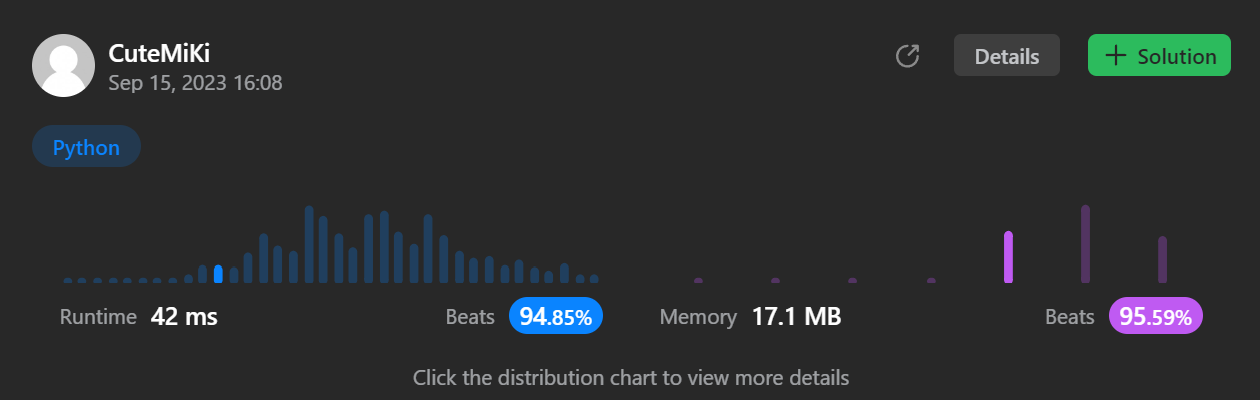 CuteMiKi
Sep 15, 2023 16:08
Details
+ Solution
Python
Runtime 42 ms Beats 94.85% Memory 17.1 MB Beats 95.59%
Click the distribution chart to view more details